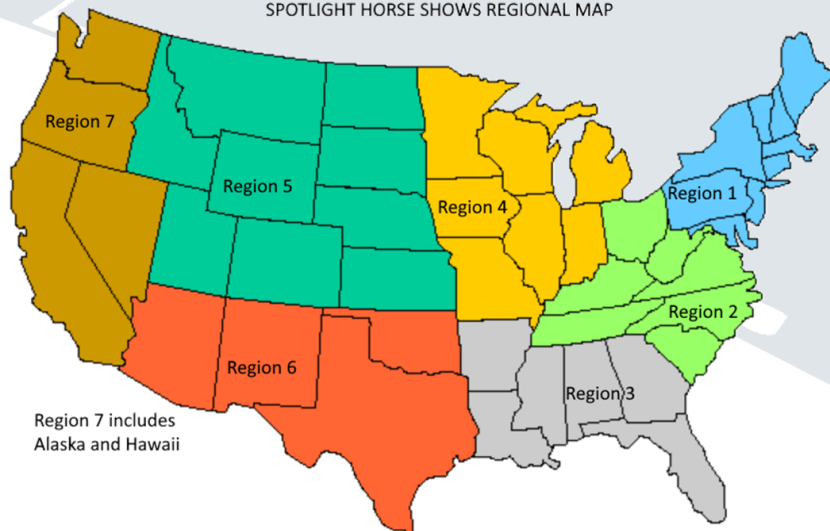 SPOTLIGHT HORSE SHOWS REGIONAL MAP
Region 7
Region 5
Region 4
Region 1
Region 2
Region 6
Region 3
Region 7 includes
Alaska and Hawaii